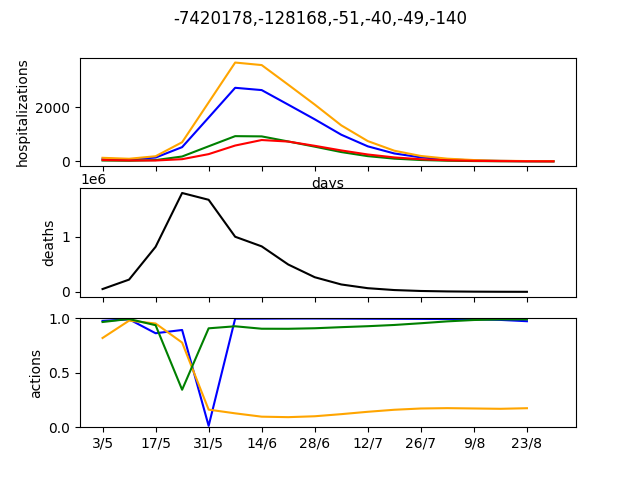 -7420178,-128168,-51,-40,-49,-140
hospitalizations
2000
0
days
1e6
deaths
1
0
actions
1.0
0.5
0.0
3/5 17/5 31/5 14/6 28/6 12/7 26/7 9/8 23/8